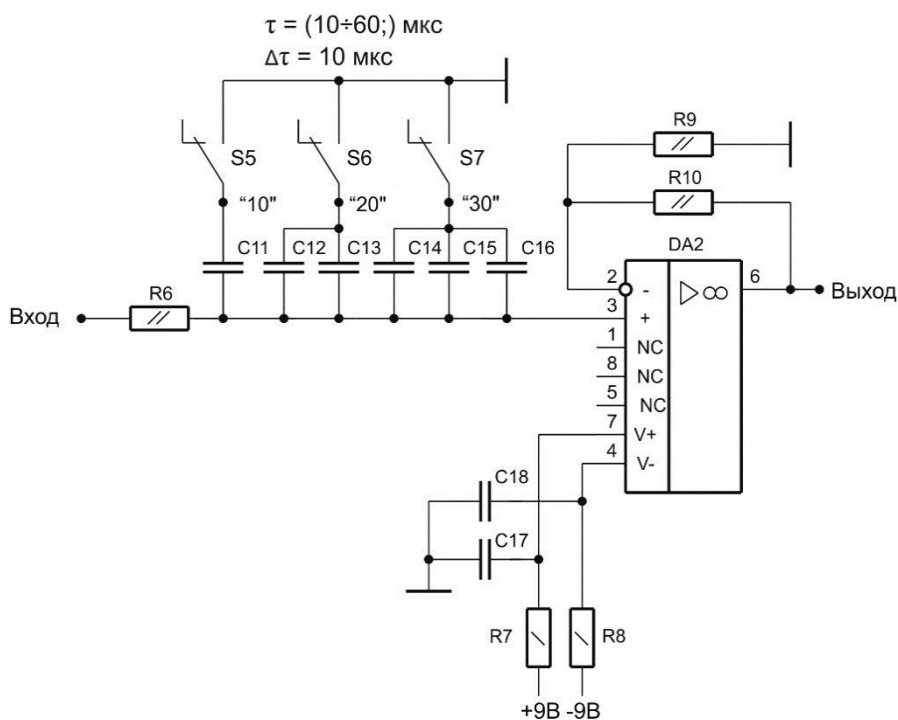 τ = (10÷60;) мкс
Δτ = 10 мкс
S5
S6
S7
R9
"10"
"20"
"30"
R10
C11
C12
C13
C14
C15
C16
DA2
R6
Вход
2
-
▷∞
6
Выход
3
+
1
NC
8
NC
5
NC
7
V+
4
V-
C18
C17
R7
R8
+9В -9В